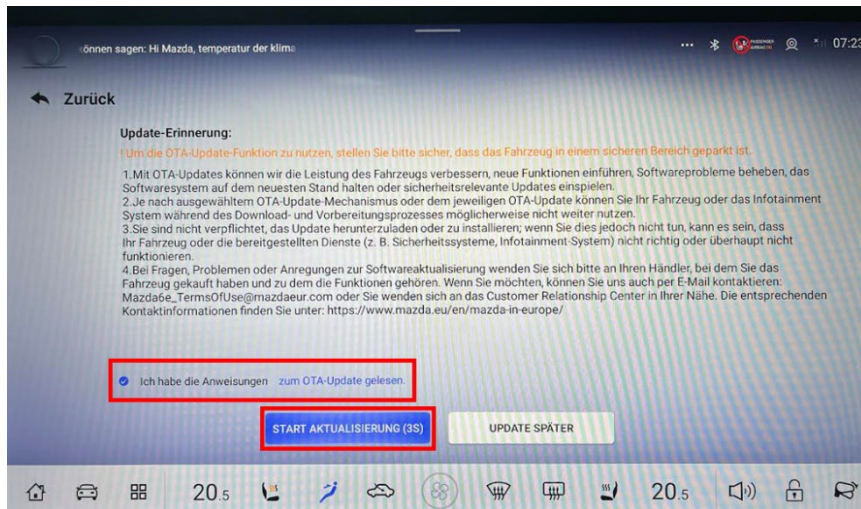 önnen sagen: Hi Mazda, temperatur der klima
PASSENGER
AIRBAG
07:23
Zurück
Update-Erinnerung:
! Um die OTA-Update-Funktion zu nutzen, stellen Sie bitte sicher, dass das Fahrzeug in einem sicheren Bereich geparkt ist.
1.Mit OTA-Updates können wir die Leistung des Fahrzeugs verbessern, neue Funktionen einführen, Softwareprobleme beheben, das
Softwaresystem auf dem neuesten Stand halten oder sicherheitsrelevante Updates einspielen.
2.Je nach ausgewähltem OTA-Update-Mechanismus oder dem jeweiligen OTA-Update können Sie Ihr Fahrzeug oder das Infotainment
System während des Download- und Vorbereitungsprozesses möglicherweise nicht weiter nutzen.
3.Sie sind nicht verpflichtet, das Update herunterzuladen oder zu installieren; wenn Sie dies jedoch nicht tun, kann es sein, dass
Ihr Fahrzeug oder die bereitgestellten Dienste (z. B. Sicherheitssysteme, Infotainment-System) nicht richtig oder überhaupt nicht
funktionieren.
4.Bei Fragen, Problemen oder Anregungen zur Softwareaktualisierung wenden Sie sich bitte an Ihren Händler, bei dem Sie das
Fahrzeug gekauft haben und zu dem die Funktionen gehören. Wenn Sie möchten, können Sie uns auch per E-Mail kontaktieren:
Mazda6e_TermsOfUse@mazdaeur.com oder Sie wenden sich an das Customer Relationship Center in Ihrer Nähe. Die entsprechenden
Kontaktinformationen finden Sie unter: https://www.mazda.eu/en/mazda-in-europe/
Ich habe die Anweisungen zum OTA-Update gelesen.
START AKTUALISIERUNG (3S)
UPDATE SPÄTER
20.5
20.5